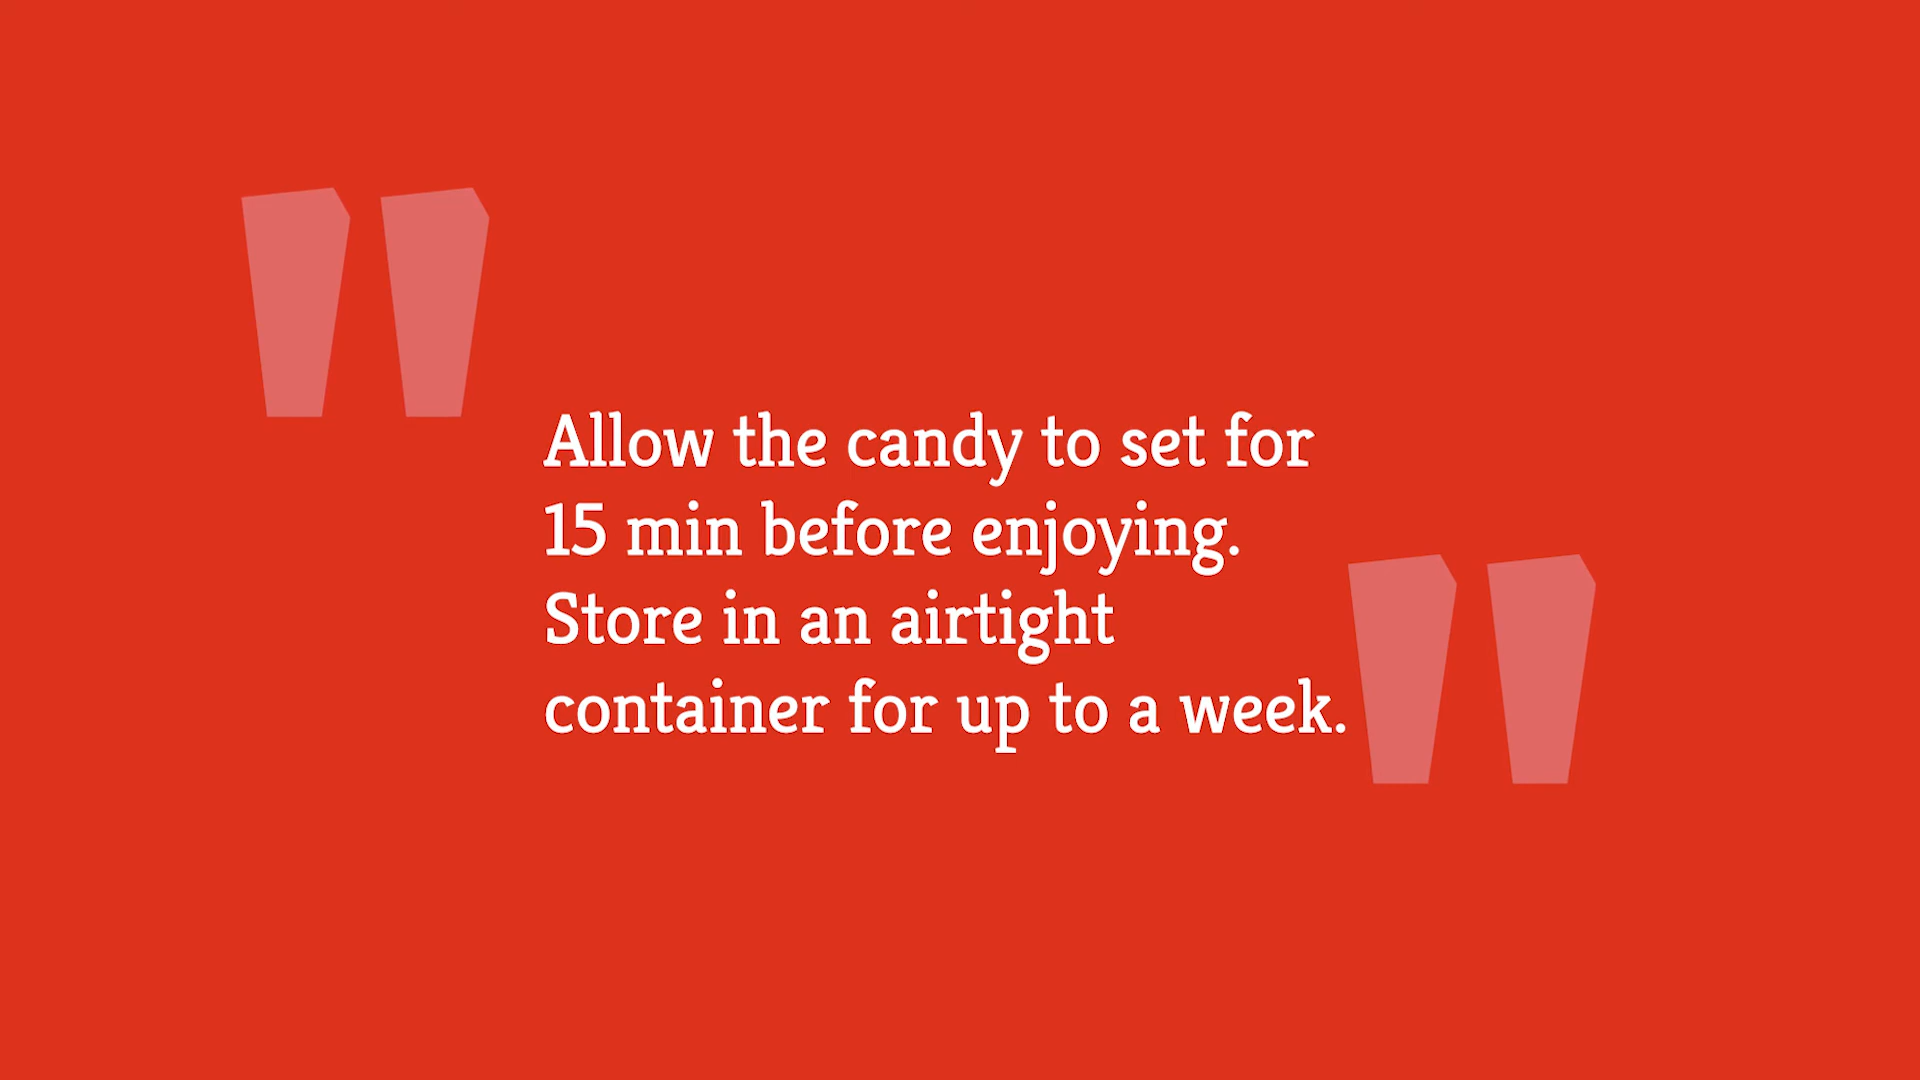 "
Allow the candy to set for
15 min before enjoying.
Store in an airtight
container for up to a week.
"